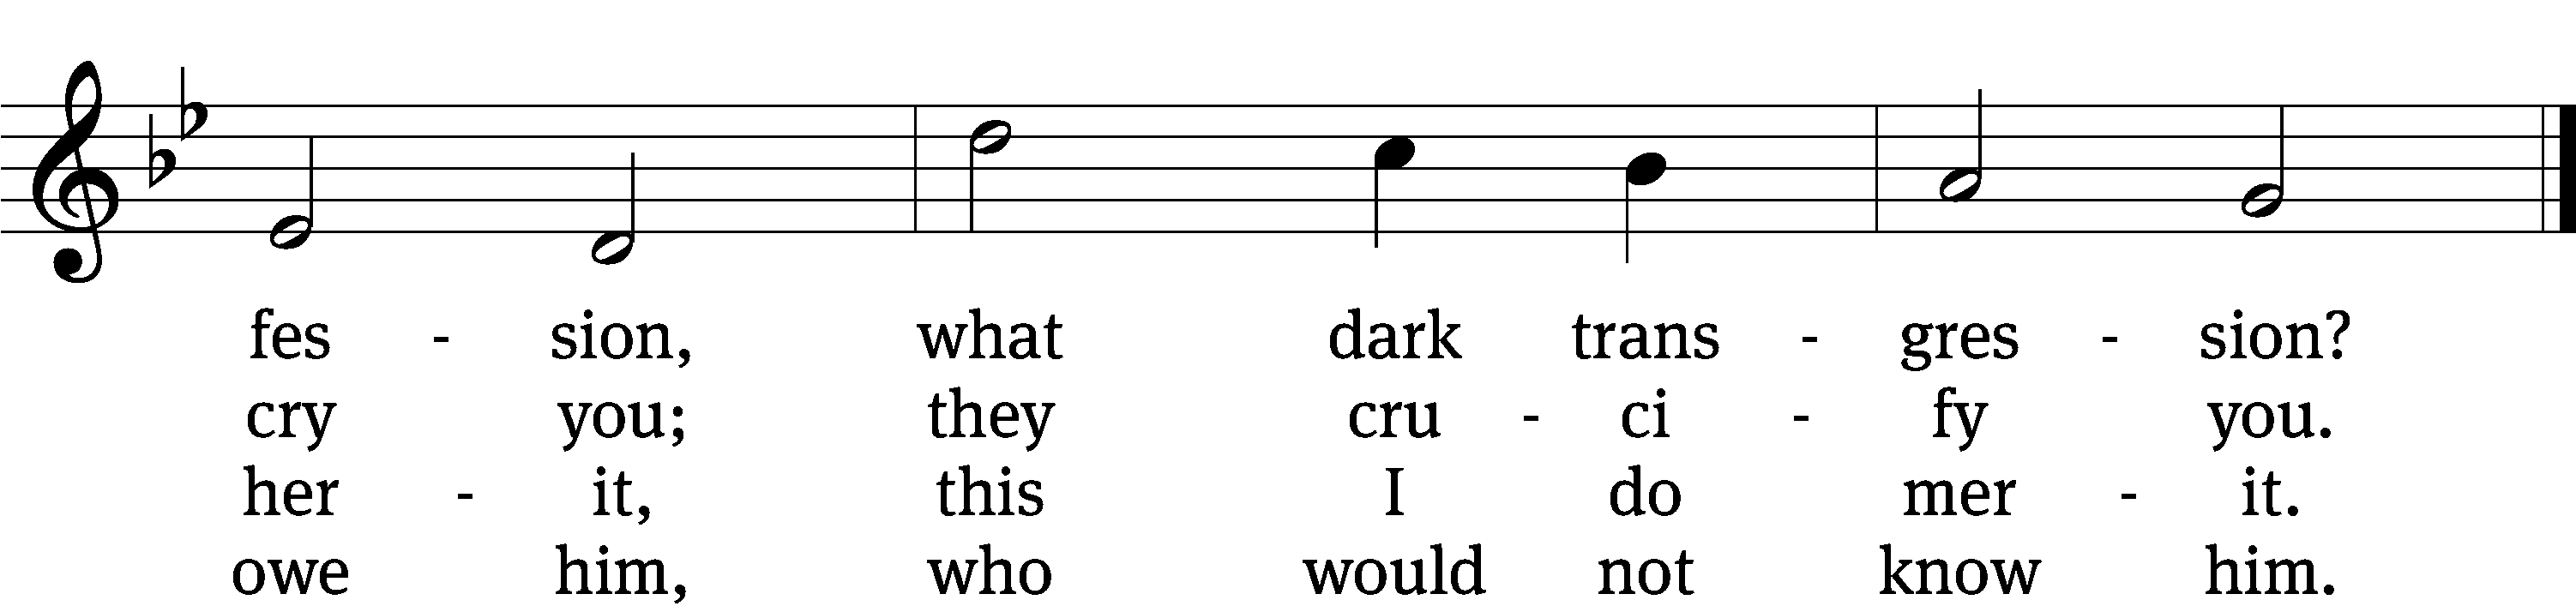 fes - sion, what dark trans - gres - sion?
cry you; they cru - ci - fy you.
her - it, this I do mer - it.
owe him, who would not know him.